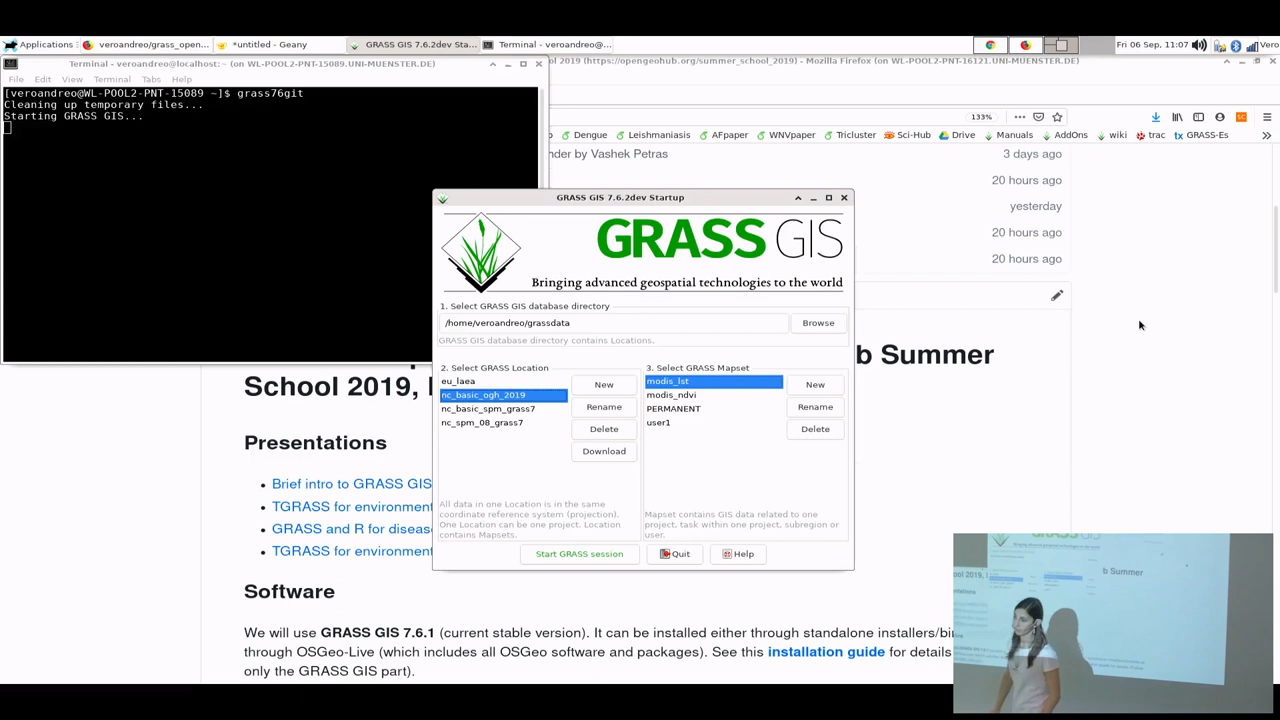 Applications
veroandreo/grass_open...
*untitled - Geany
GRASS GIS 7.6.2dev Sta...
Terminal - veroandreo@...
Fri 06 Sep, 11:07
Vero
Terminal - veroandreo@localhost:~ (on WL-POOL2-PNT-15089.UNI-MUENSTER.DE)
ol 2019 (https://opengeohub.org/summer_school_2019) - Mozilla Firefox (on WL-POOL2-PNT-16121.UNI-MUENSTER.DE)
File Edit View Terminal Tabs Help
[veroandreo@WL-POOL2-PNT-15089 ~]$ grass76git
Cleaning up temporary files...
Starting GRASS GIS...
133%
Dengue Leishmaniasis AFpaper WNVpaper Tricluster Sci-Hub Drive Manuals AddOns wiki trac tx GRASS-Es
nder by Vashek Petras
3 days ago
20 hours ago
yesterday
20 hours ago
20 hours ago
GRASS GIS 7.6.2dev Startup
GRASS GIS
Bringing advanced geospatial technologies to the world
1. Select GRASS GIS database directory
/home/veroandreo/grassdata
Browse
GRASS GIS database directory contains Locations.
2. Select GRASS Location
eu_laea
nc_basic_ogh_2019
nc_basic_spm_grass7
nc_spm_08_grass7
New
Rename
Delete
Download
All data in one Location is in the same
coordinate reference system (projection).
One Location can be one project. Location
contains Mapsets.
3. Select GRASS Mapset
modis_lst
modis_ndvi
PERMANENT
user1
New
Rename
Delete
Mapset contains GIS data related to one
project, task within one project, subregion or
user.
Start GRASS session
Quit
Help
b Summer
School 2019,
Presentations
Brief intro to GRASS GIS
TGRASS for environment
GRASS and R for diseas
TGRASS for environment
Software
We will use GRASS GIS 7.6.1 (current stable version). It can be installed either through standalone installers/bin
through OSGeo-Live (which includes all OSGeo software and packages). See this installation guide for details
only the GRASS GIS part).
GRASS GIS
b Summer